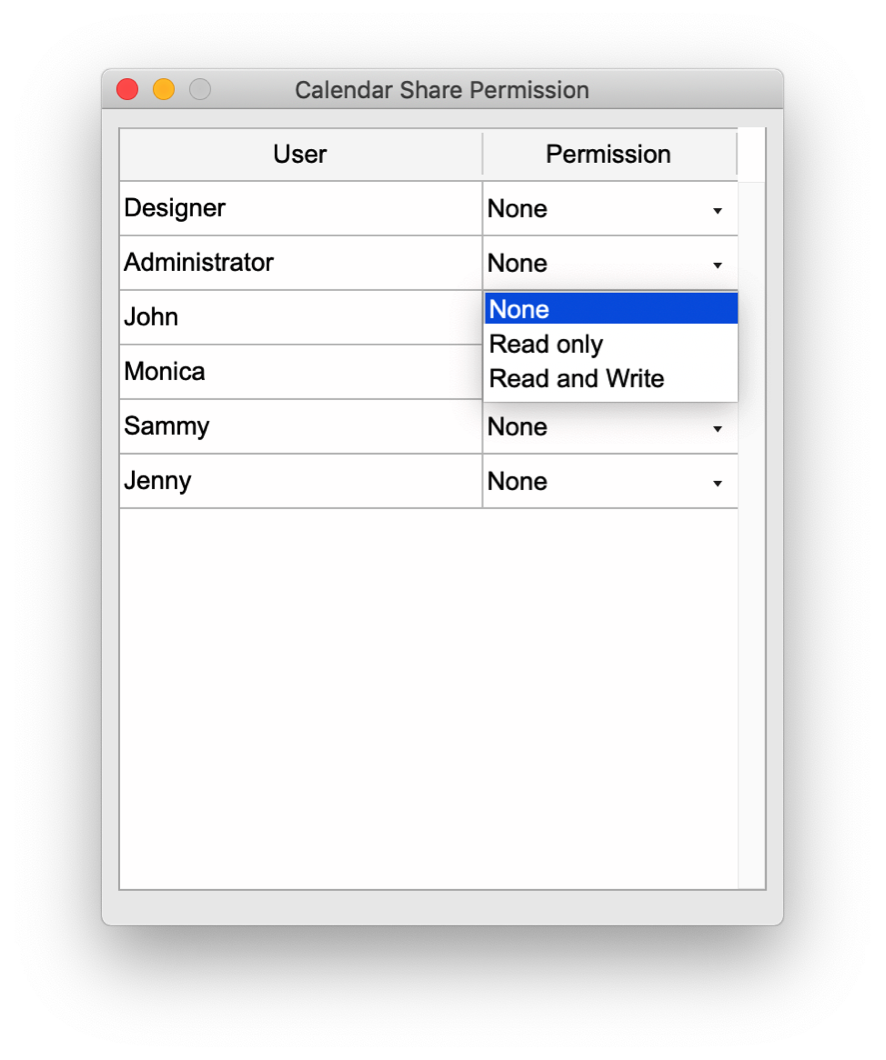 Calendar Share Permission
User Permission
Designer None
Administrator None
John None
Read only
Monica Read and Write
Sammy None
Jenny None